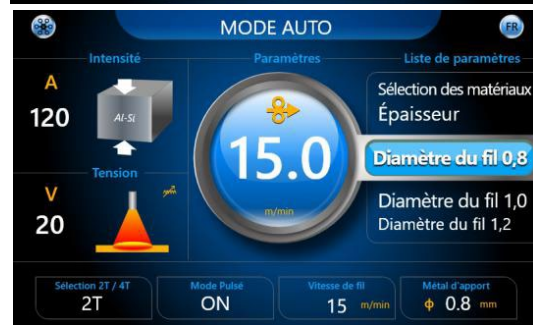 MODE AUTO
FR
Intensité
Paramètres
Liste de paramètres
A
120
Al-Si
Sélection des matériaux
Épaisseur
15.0
m/min
Diamètre du fil 0,8
Tension
V
20
Diamètre du fil 1,0
Diamètre du fil 1,2
Sélection 2T / 4T
2T
Mode Pulsé
ON
Vitesse de fil
15 m/min
Métal d'apport
ϕ 0.8 mm